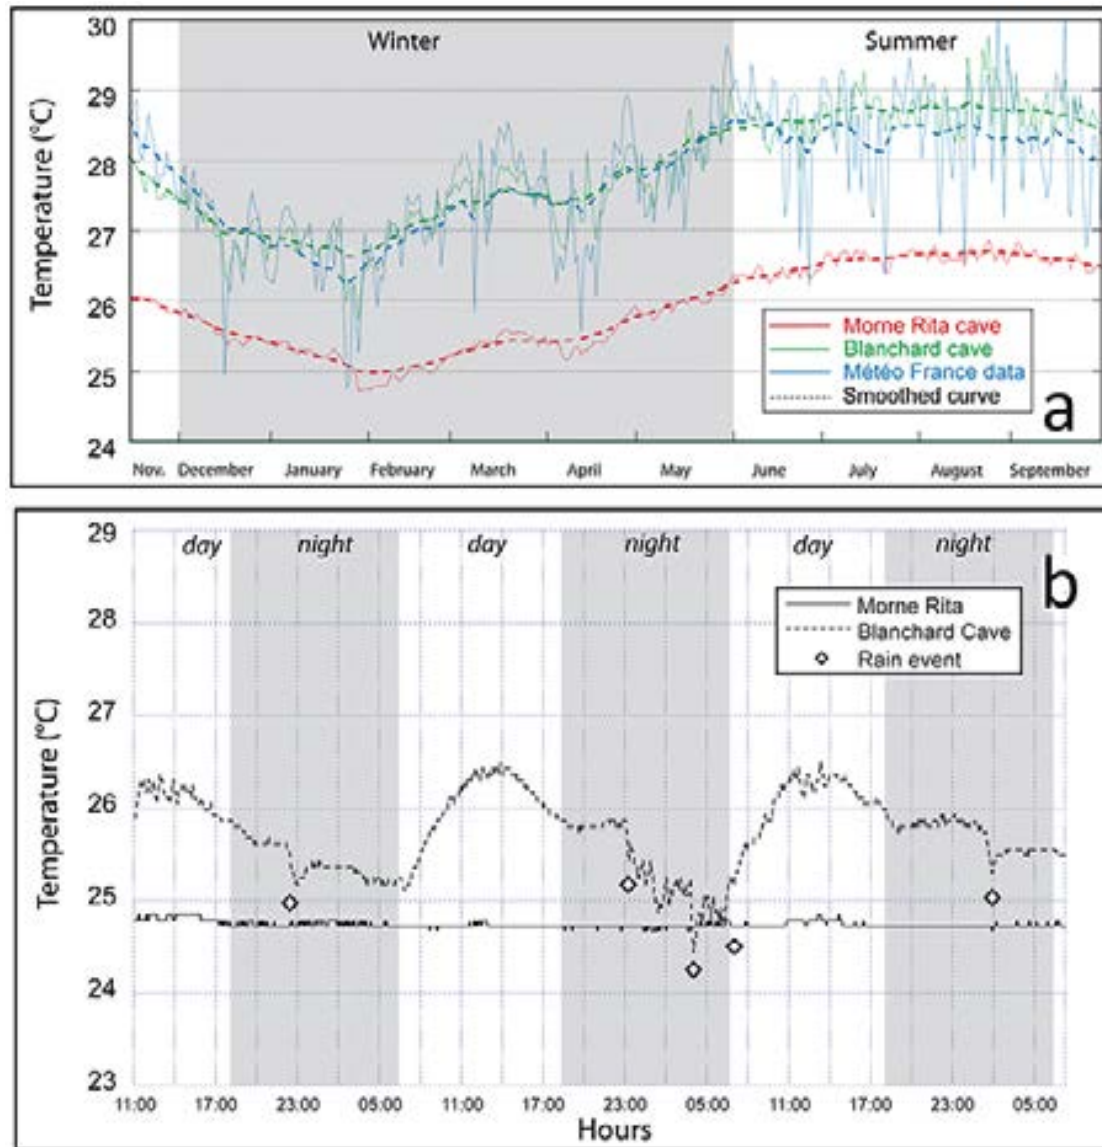 30
Winter
Summer
29
28
27
26
25
24
Temperature (°C)
Morne Rita cave
Blanchard cave
Météo France data
Smoothed curve
a
Nov. December January February March April May June July August September
29
day night day night day night
b
Morne Rita
Blanchard Cave
Rain event
28
27
26
25
24
23
Temperature (°C)
11:00 17:00 23:00 05:00 11:00 17:00 23:00 05:00 11:00 17:00 23:00 05:00
Hours